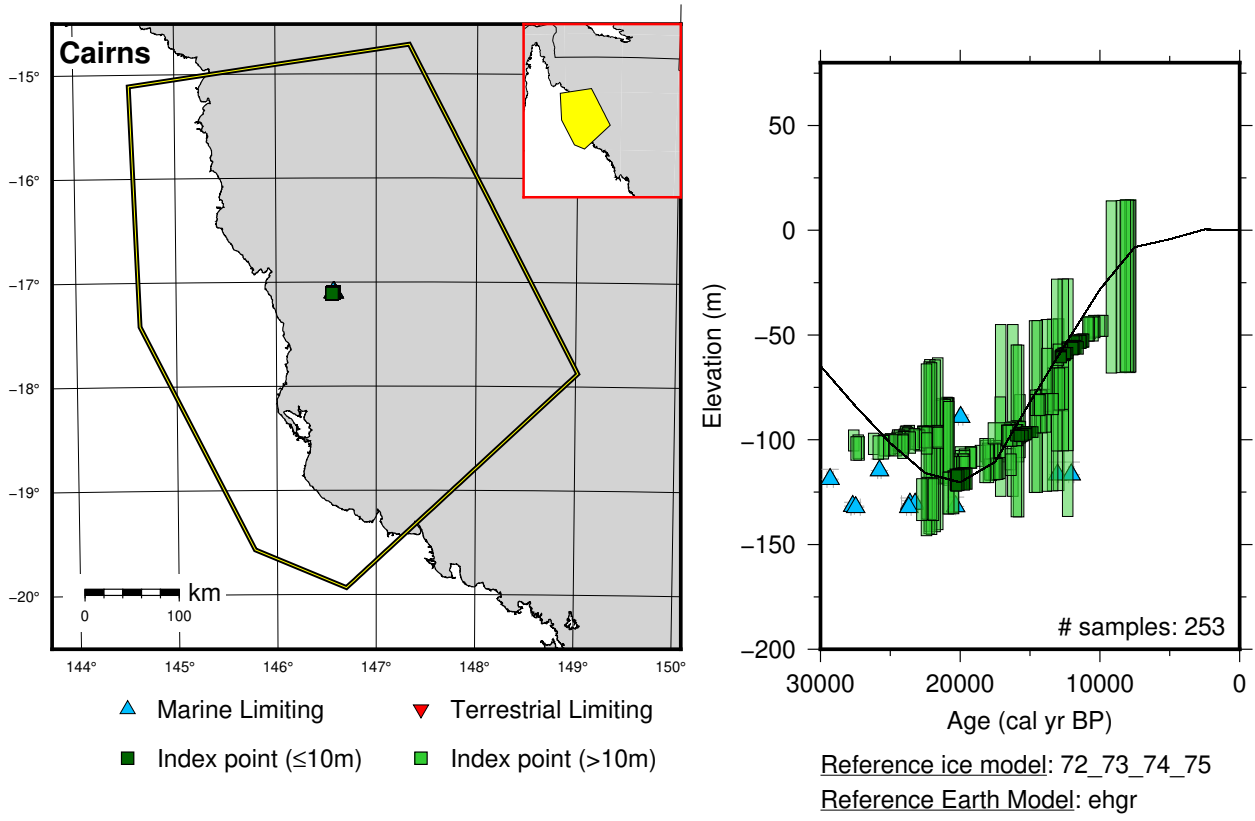 Cairns
−15°
−16°
−17°
−18°
−19°
−20°
km
0 100
144° 145° 146° 147° 148° 149° 150°
Marine Limiting
Terrestrial Limiting
Index point (≤10m)
Index point (>10m)
50
0
−50
−100
−150
−200
Elevation (m)
# samples: 253
30000 20000 10000 0
Age (cal yr BP)
Reference ice model: 72_73_74_75
Reference Earth Model: ehgr